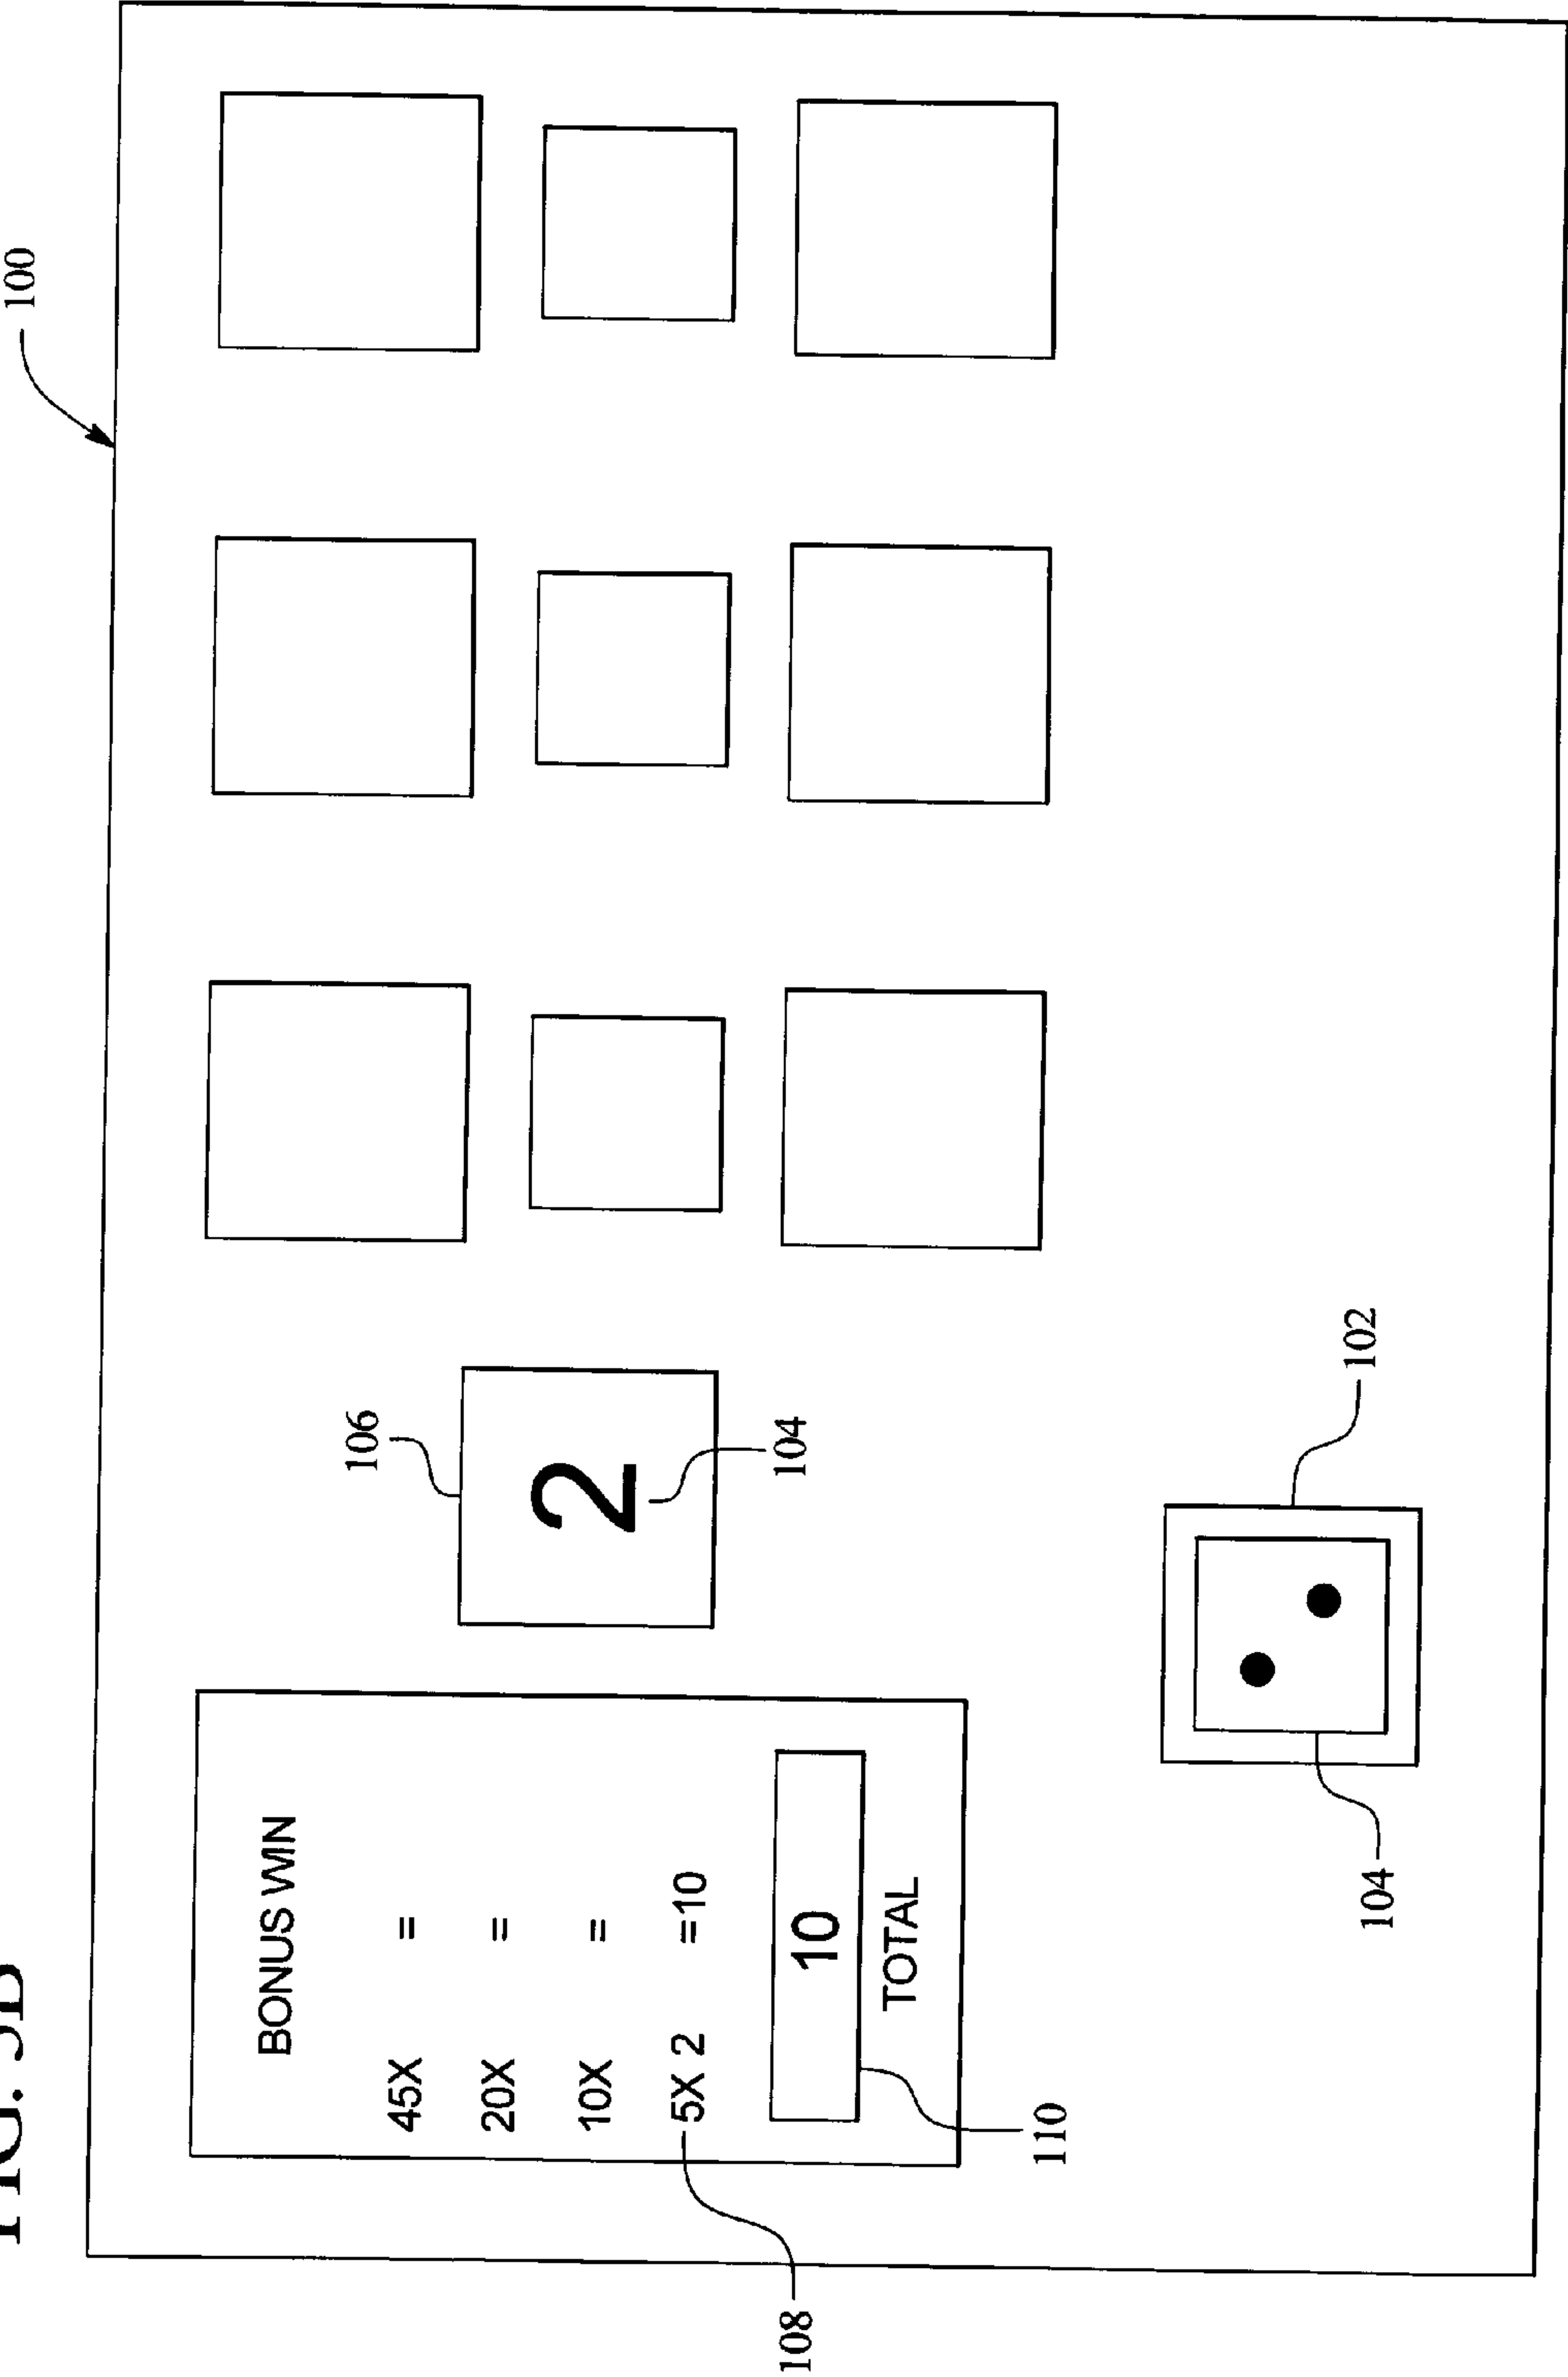 FIG.
100
BONUS WIN
106
45X =
20X =
10X =
2
5X 2 =10
108
104
10
TOTAL
110
102
104